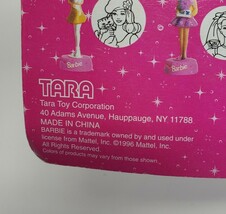 Barbie
Barbie
TARA
Tara Toy Corporation
40 Adams Avenue, Hauppauge, NY 11788
MADE IN CHINA
BARBIE is a trademark owned by and used under
license from Mattel, Inc. ©1996 Mattel, Inc.
All Rights Reserved.
Colors of products may vary from those shown.